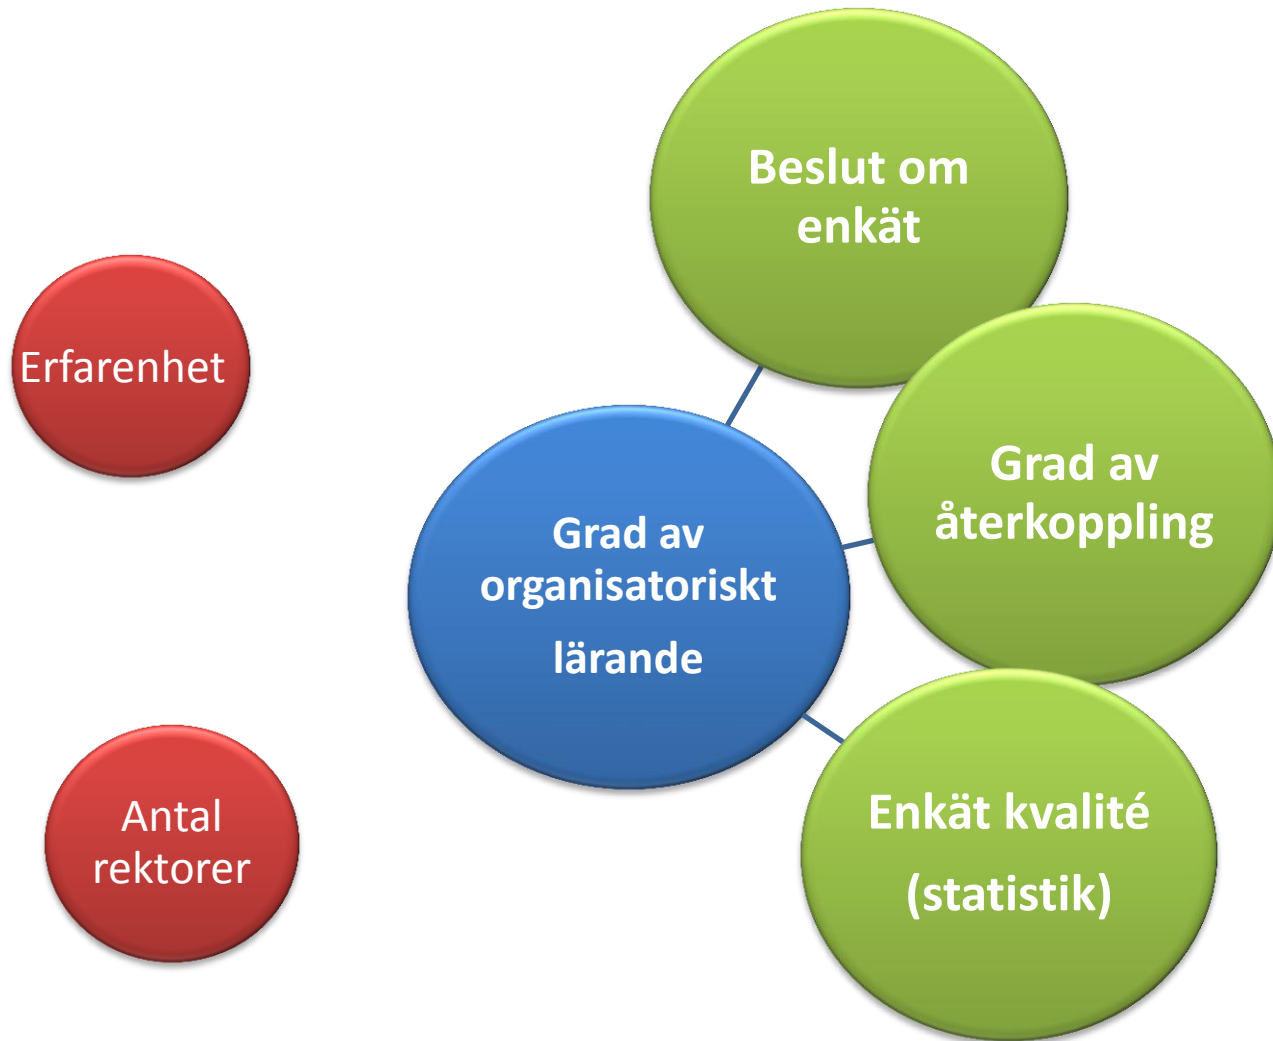 Beslut om
enkät
Erfarenhet
Grad av
återkoppling
Grad av
organisatoriskt
lärande
Antal
rektorer
Enkät kvalité
(statistik)